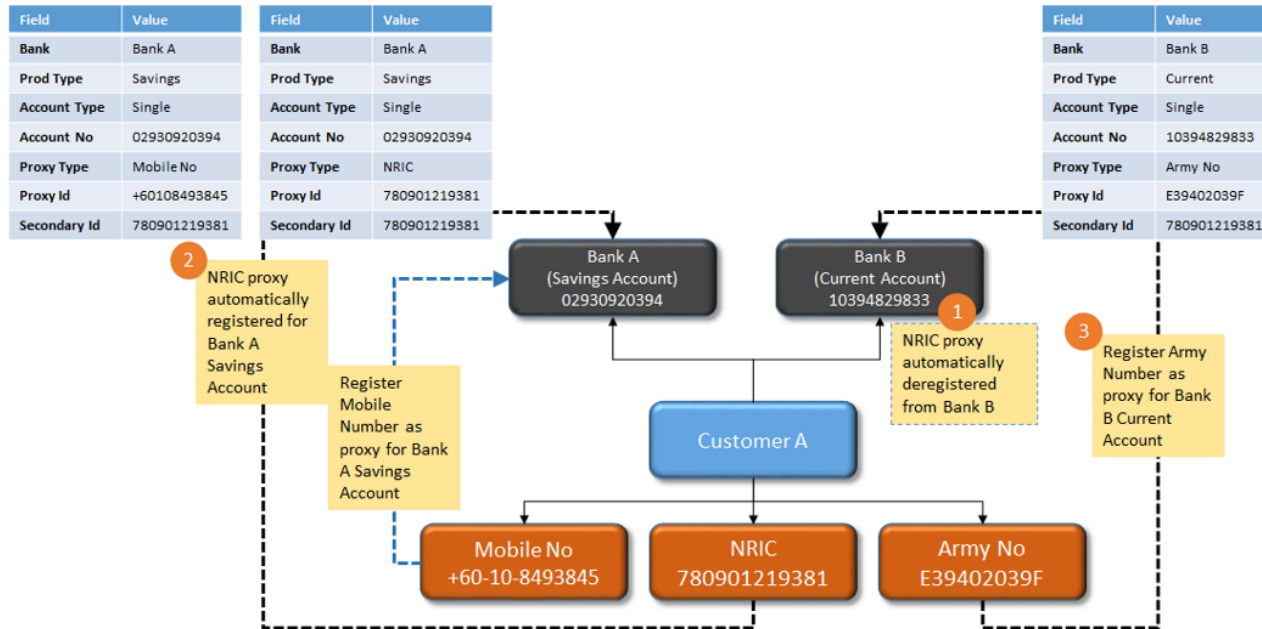 Field Value
Bank Bank A
Prod Type Savings
Account Type Single
Account No 02930920394
Proxy Type Mobile No
Proxy Id +60108493845
Secondary Id 780901219381
Field Value
Bank Bank A
Prod Type Savings
Account Type Single
Account No 02930920394
Proxy Type NRIC
Proxy Id 780901219381
Secondary Id 780901219381
Field Value
Bank Bank B
Prod Type Current
Account Type Single
Account No 10394829833
Proxy Type Army No
Proxy Id E39402039F
Secondary Id 780901219381
Bank A
(Savings Account)
02930920394
Bank B
(Current Account)
10394829833
2
NRIC proxy
automatically
registered for
Bank A
Savings
Account
1
NRIC proxy
automatically
deregistered
from Bank B
3
Register Army
Number as
proxy for Bank
B Current
Account
Register
Mobile
Number as
proxy for Bank
A Savings
Account
Customer A
Mobile No
+60-10-8493845
NRIC
780901219381
Army No
E39402039F